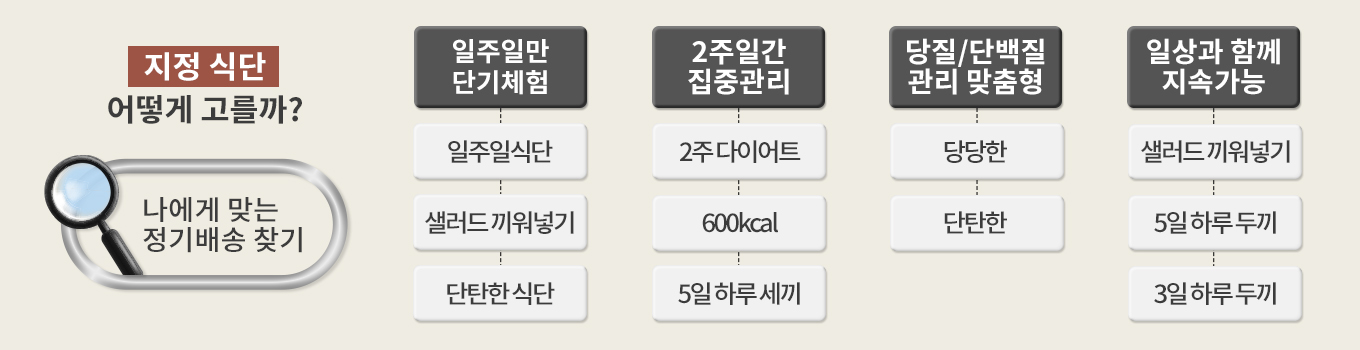 지정 식단
어떻게 고를까?
나에게 맞는
정기배송 찾기
일주일만
단기체험
일주일식단
샐러드 끼워넣기
단탄한 식단
2주일간
집중관리
2주 다이어트
600kcal
5일 하루 세끼
당질/단백질
관리 맞춤형
당당한
단탄한
일상과 함께
지속가능
샐러드 끼워넣기
5일 하루 두끼
3일 하루 두끼